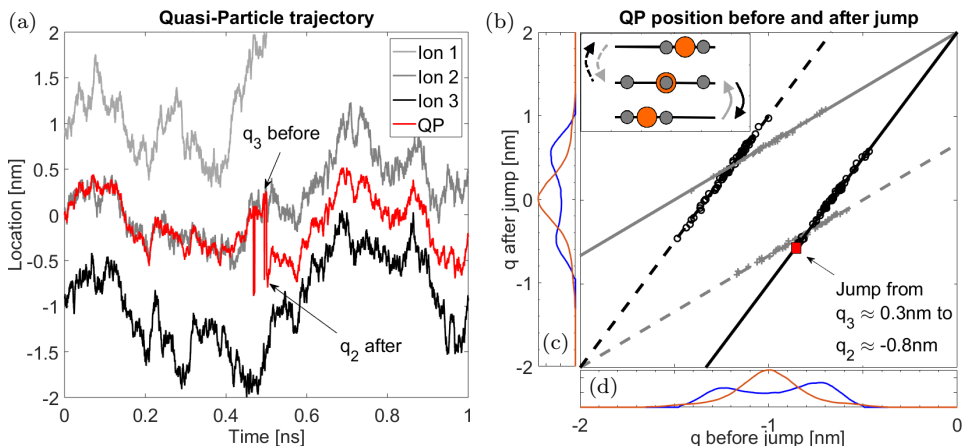 (a)
Quasi-Particle trajectory
Ion 1
Ion 2
Ion 3
QP
q3 before
q2 after
Location [nm]
2
1.5
1
0.5
0
-0.5
-1
-1.5
-2
0
0.2
0.4
0.6
0.8
1
Time [ns]
(b)
QP position before and after jump
q after jump [nm]
2
1
0
-1
-2
Jump from
q3 ≈ 0.3nm to
q2 ≈ -0.8nm
(c)
(d)
-2
-1
0
q before jump [nm]